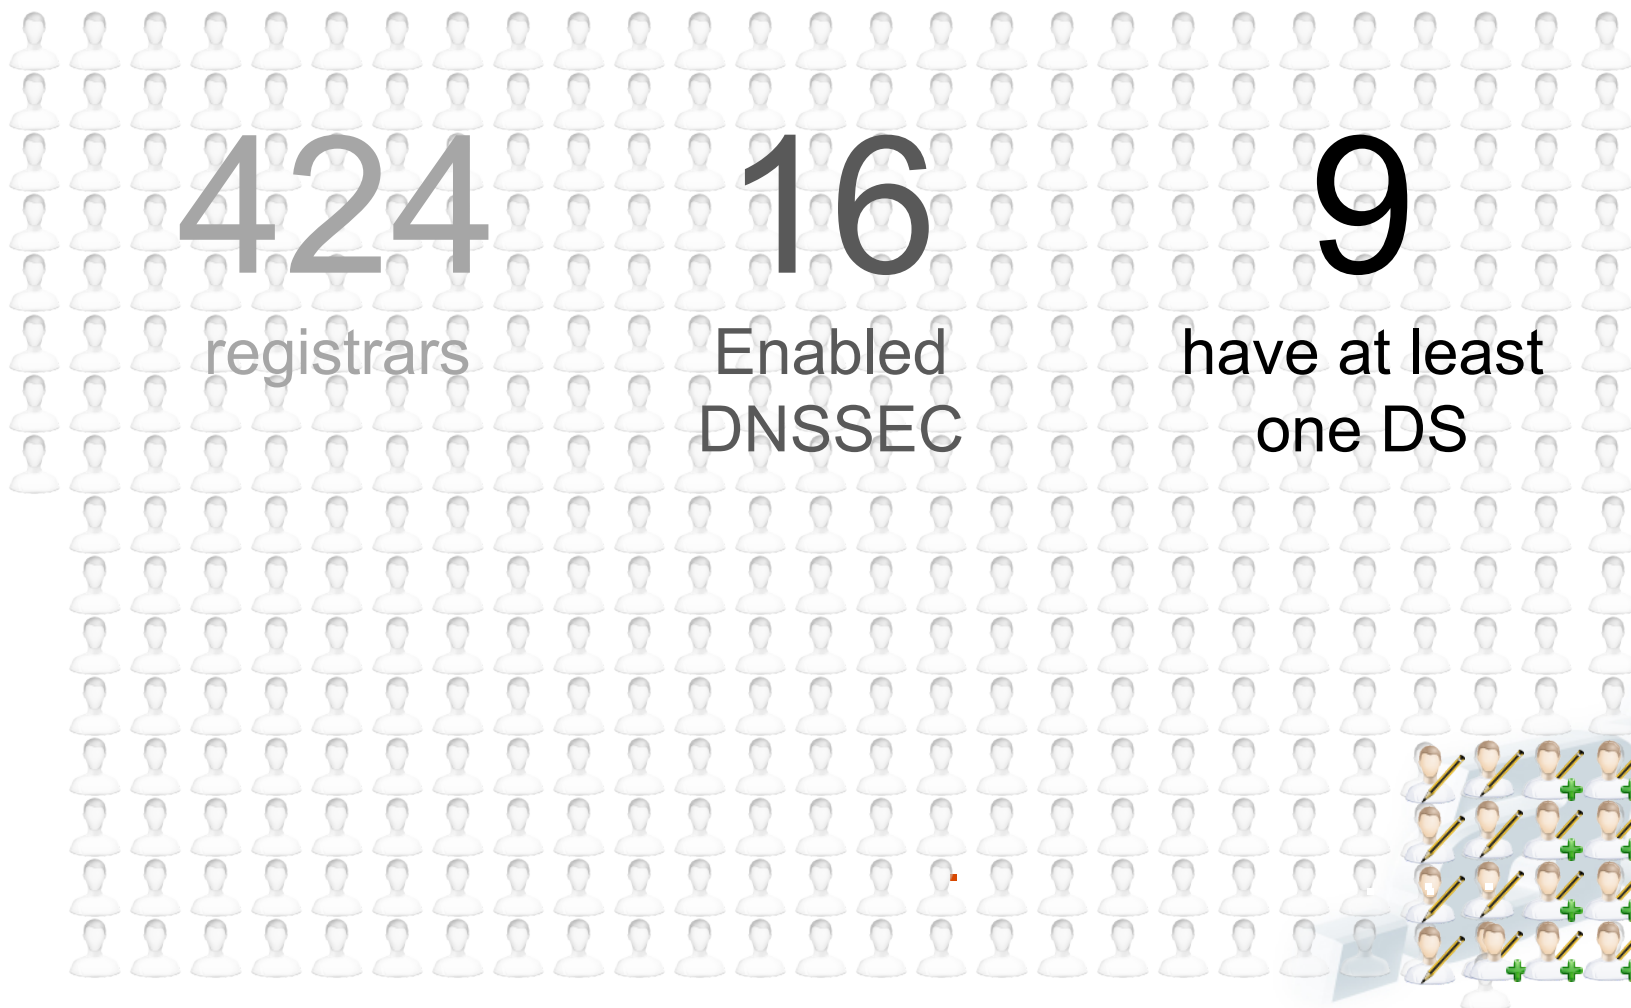 424
registrars
16
Enabled
DNSSEC
9
have at least
one DS